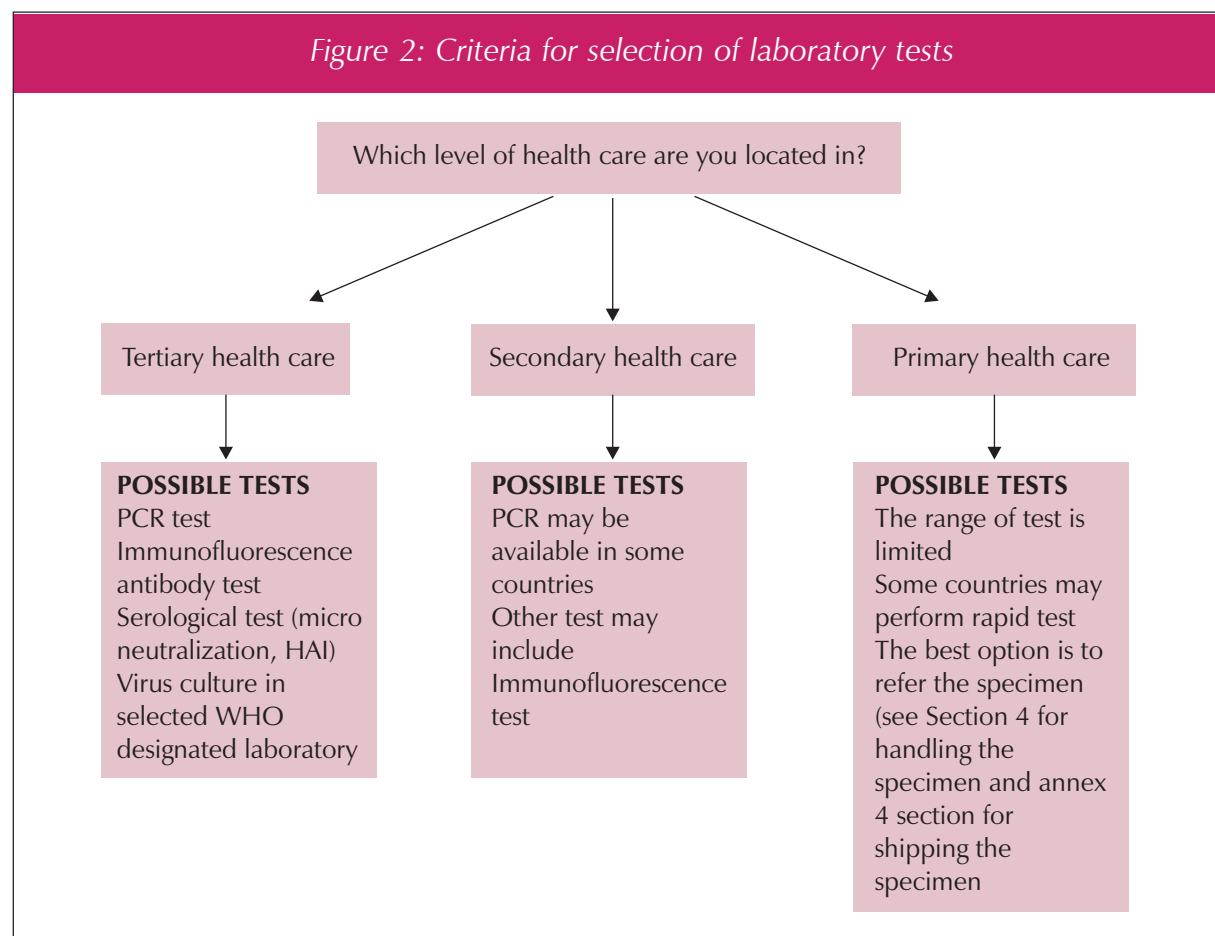 Figure 2: Criteria for selection of laboratory tests
Which level of health care are you located in?
Tertiary health care
Secondary health care
Primary health care
POSSIBLE TESTS
PCR test
Immunofluorescence
antibody test
Serological test (micro
neutralization, HAI)
Virus culture in
selected WHO
designated laboratory
POSSIBLE TESTS
PCR may be
available in some
countries
Other test may
include
Immunofluorescence
test
POSSIBLE TESTS
The range of test is
limited
Some countries may
perform rapid test
The best option is to
refer the specimen
(see Section 4 for
handling the
specimen and annex
4 section for
shipping the
specimen